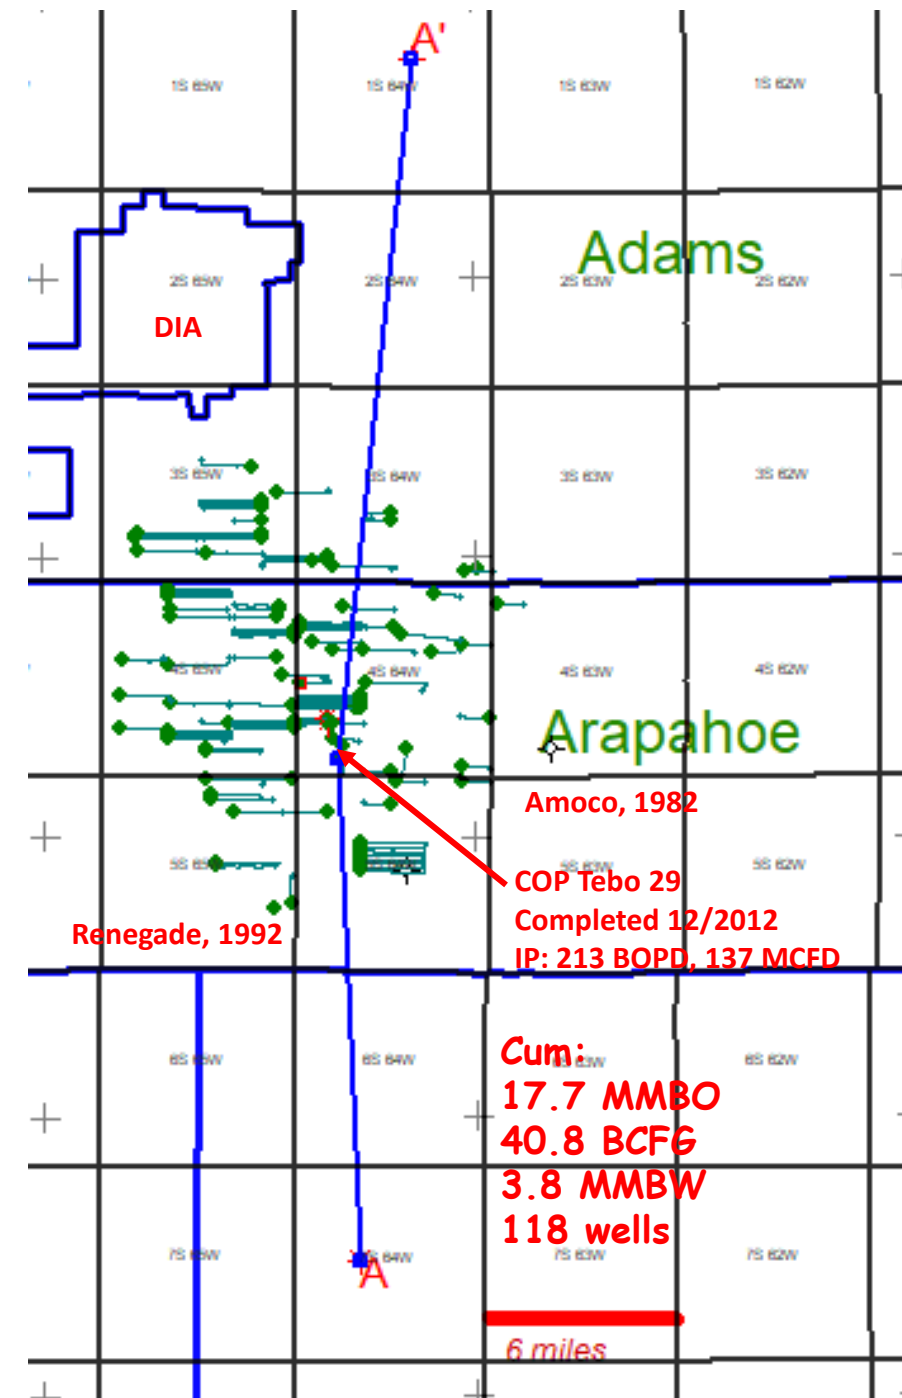 A'
1S 65W
1S 64W
1S 63W
1S 62W
Adams
2S 65W
2S 64W
2S 63W
2S 62W
DIA
3S 65W
3S 64W
3S 63W
3S 62W
4S 65W
4S 64W
4S 63W
4S 62W
Arapahoe
Amoco, 1982
5S 65W
5S 63W
5S 62W
COP Tebo 29
Completed 12/2012
IP: 213 BOPD, 137 MCFD
Renegade, 1992
6S 65W
6S 64W
6S 63W
6S 62W
Cum:
17.7 MMBO
40.8 BCFG
3.8 MMBW
118 wells
7S 65W
7S 64W
7S 63W
7S 62W
A
6 miles